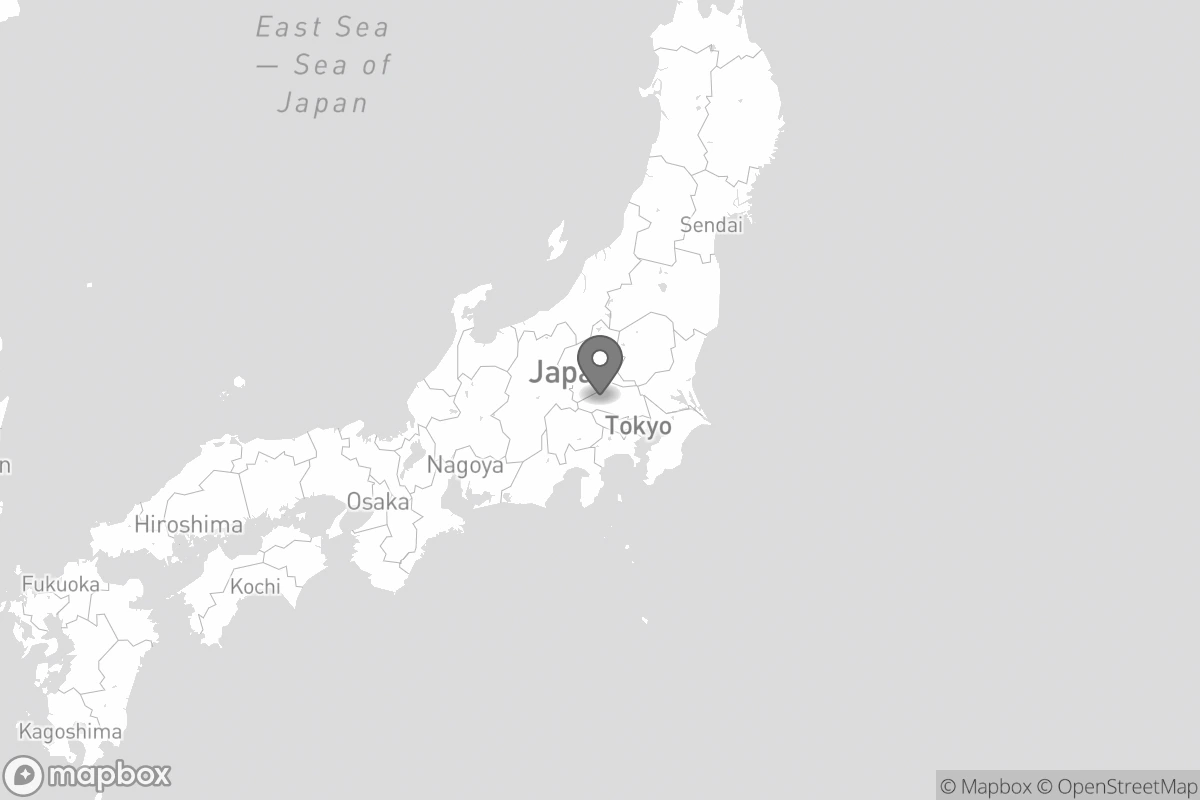 East Sea
— Sea of
Japan
Sendai
Japa
Tokyo
Nagoya
n
Osaka
Hiroshima
Fukuoka
Kochi
Kagoshima
mapbox
© Mapbox © OpenStreetMap